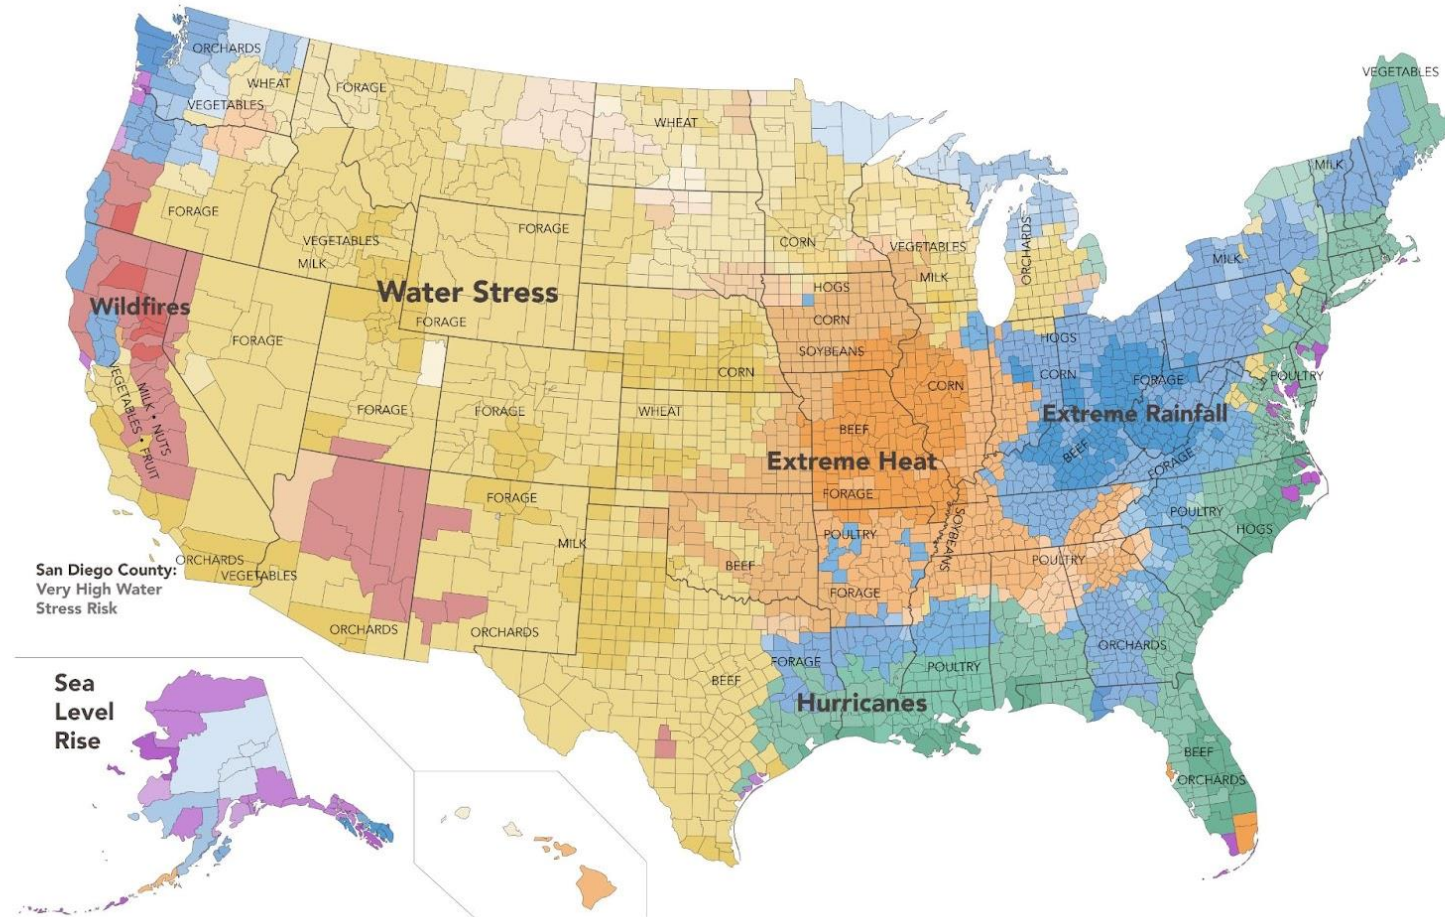 VEGETABLES
ORCHARDS
WHEAT
FORAGE
VEGETABLES
WHEAT
MILK
FORAGE
FORAGE
VEGETABLES
MILK
CORN
VEGETABLES
ORCHARDS
MILK
MILK
Water Stress
HOGS
Wildfires
FORAGE
CORN
FORAGE
HOGS
SOYBEANS
CORN
CORN
CORN
FORAGE
POULTRY
VEGETABLES • FRUIT
MILK • NUTS
FORAGE
FORAGE
WHEAT
BEEF
Extreme Rainfall
BEEF
FORAGE
Extreme Heat
FORAGE
FORAGE
POULTRY
SOYBEANS
HOGS
MILK
POULTRY
BEEF
POULTRY
ORCHARDS
VEGETABLES
San Diego County:
Very High Water
Stress Risk
FORAGE
ORCHARDS
ORCHARDS
ORCHARDS
FORAGE
POULTRY
BEEF
Hurricanes
Sea
Level
Rise
BEEF
ORCHARDS